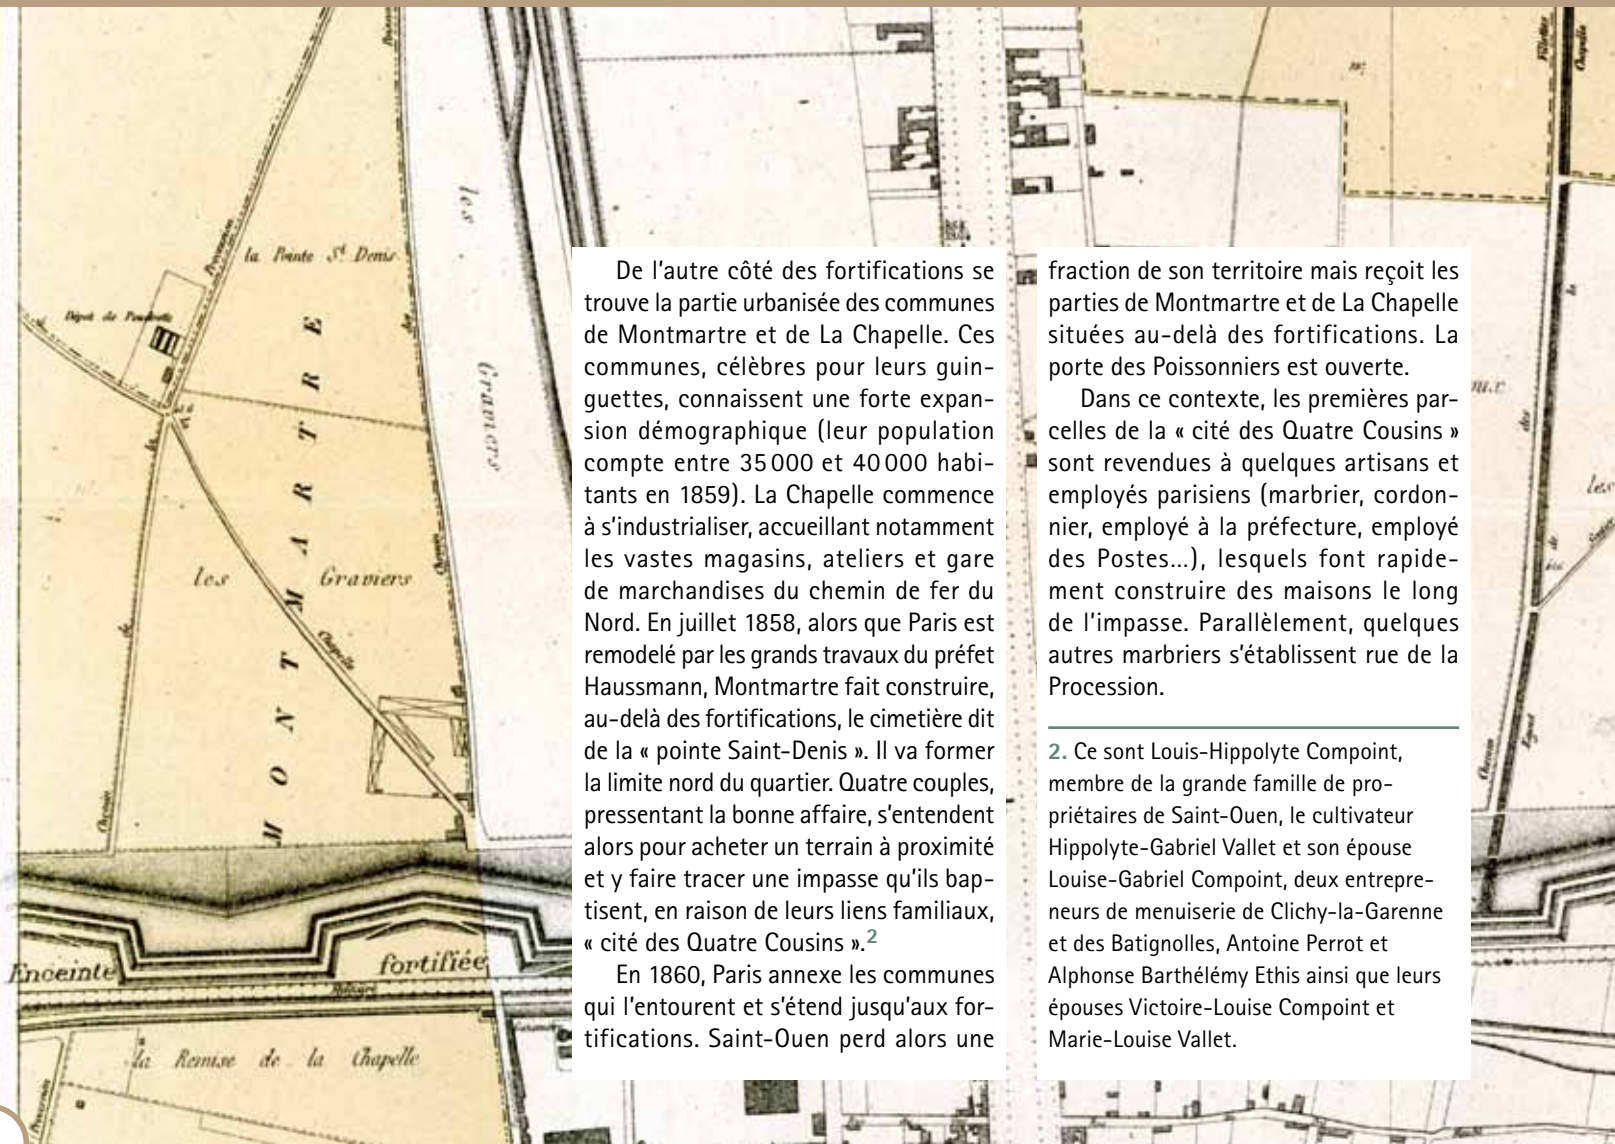 la Pointe St Denis
les
Graviers
MONTMARTRE
les Graviers
Chapelle
Enceinte fortifiée
la Remise de la Chapelle
De l'autre côté des fortifications se
trouve la partie urbanisée des communes
de Montmartre et de La Chapelle. Ces
communes, célèbres pour leurs guin-
guettes, connaissent une forte expan-
sion démographique (leur population
compte entre 35 000 et 40 000 habi-
tants en 1859). La Chapelle commence
à s'industrialiser, accueillant notamment
les vastes magasins, ateliers et gare
de marchandises du chemin de fer du
Nord. En juillet 1858, alors que Paris est
remodelé par les grands travaux du préfet
Haussmann, Montmartre fait construire,
au-delà des fortifications, le cimetière dit
de la « pointe Saint-Denis ». Il va former
la limite nord du quartier. Quatre couples,
pressentant la bonne affaire, s'entendent
alors pour acheter un terrain à proximité
et y faire tracer une impasse qu'ils bap-
tisent, en raison de leurs liens familiaux,
« cité des Quatre Cousins ».2
En 1860, Paris annexe les communes
qui l'entourent et s'étend jusqu'aux for-
tifications. Saint-Ouen perd alors une
fraction de son territoire mais reçoit les
parties de Montmartre et de La Chapelle
situées au-delà des fortifications. La
porte des Poissonniers est ouverte.
Dans ce contexte, les premières par-
celles de la « cité des Quatre Cousins »
sont revendues à quelques artisans et
employés parisiens (marbrier, cordon-
nier, employé à la préfecture, employé
des Postes...), lesquels font rapide-
ment construire des maisons le long
de l'impasse. Parallèlement, quelques
autres marbriers s'établissent rue de la
Procession.
2. Ce sont Louis-Hippolyte Compoint,
membre de la grande famille de pro-
priétaires de Saint-Ouen, le cultivateur
Hippolyte-Gabriel Vallet et son épouse
Louise-Gabriel Compoint, deux entrepre-
neurs de menuiserie de Clichy-la-Garenne
et des Batignolles, Antoine Perrot et
Alphonse Barthélémy Ethis ainsi que leurs
épouses Victoire-Louise Compoint et
Marie-Louise Vallet.
les